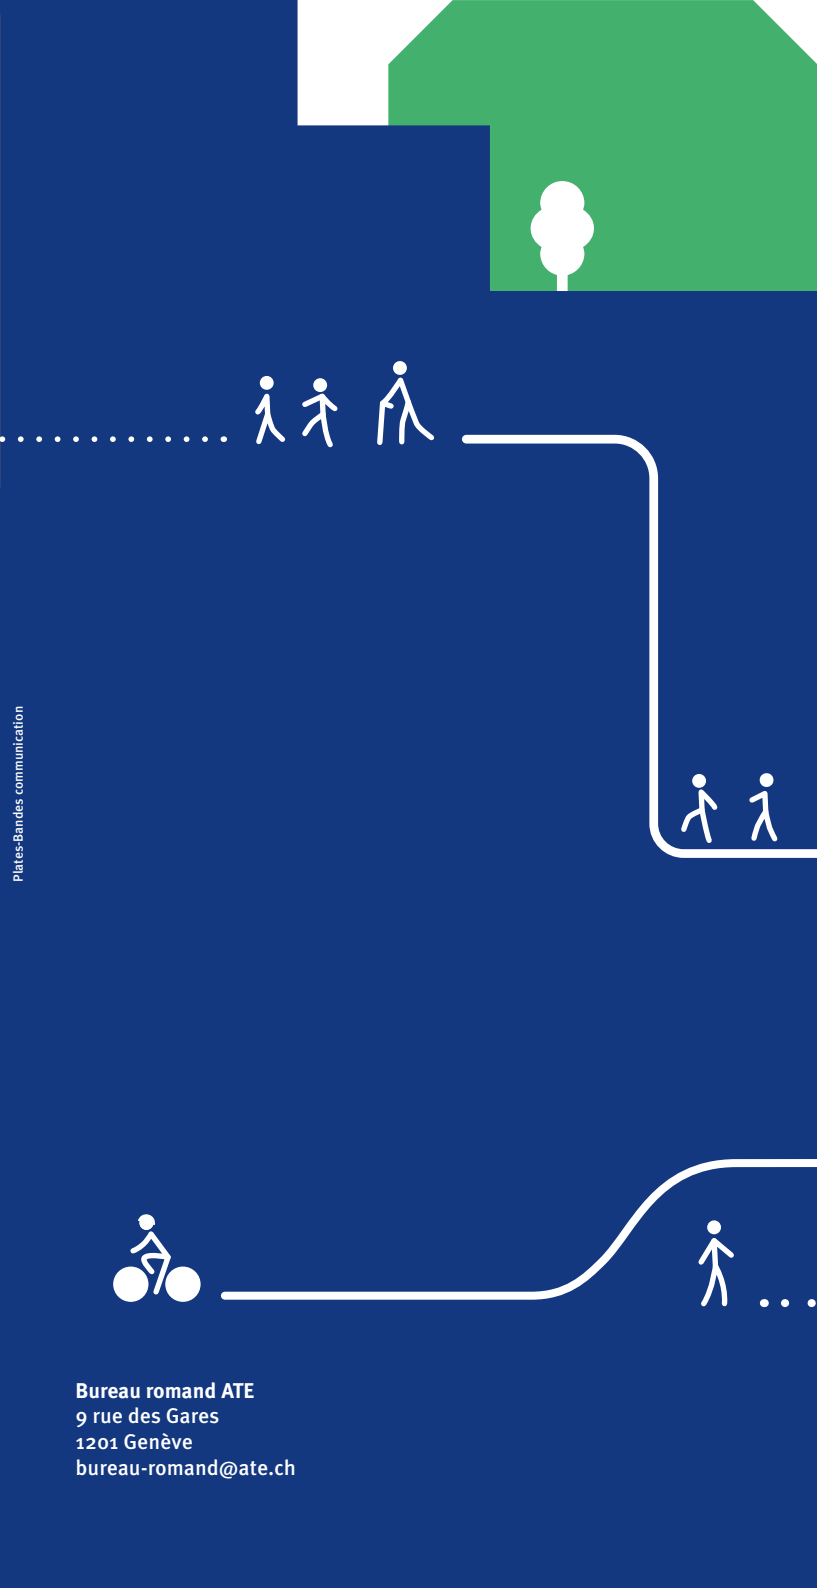 Plates-Bandes communication
Bureau romand ATE
9 rue des Gares
1201 Genève
bureau-romand@ate.ch